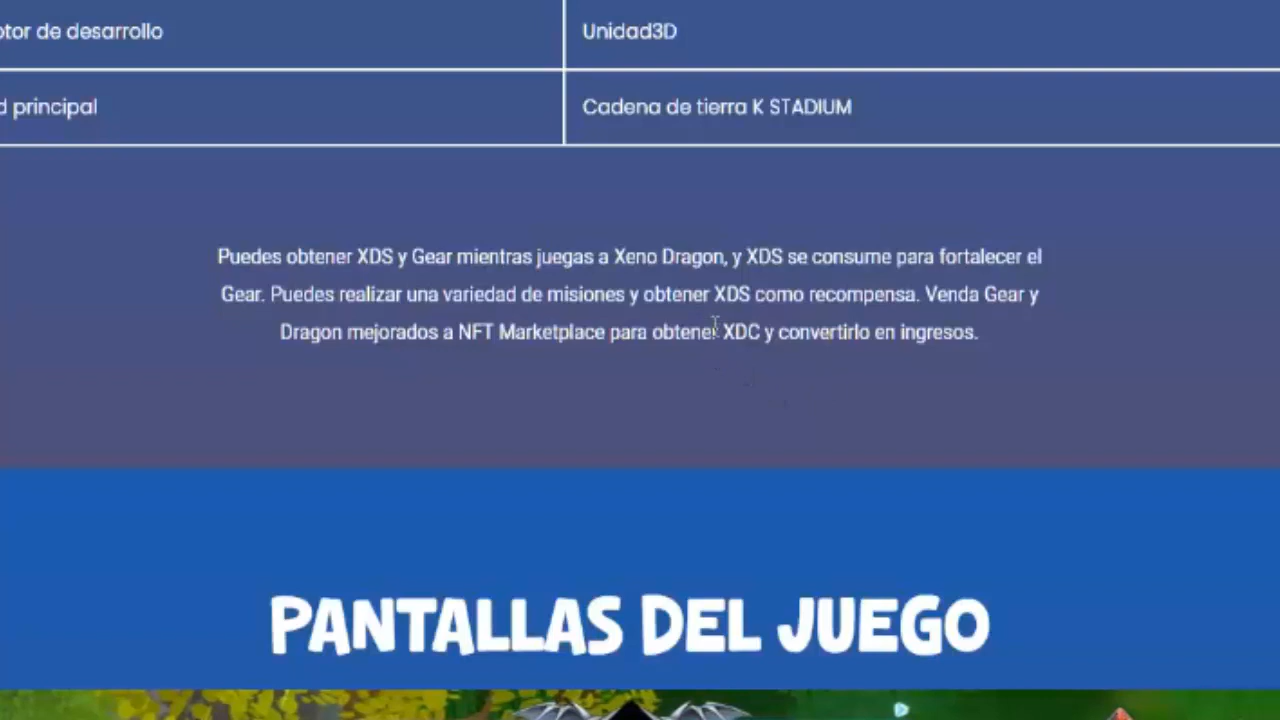 otor de desarrollo
Unidad3D
d principal
Cadena de tierra K STADIUM
Puedes obtener XDS y Gear mientras juegas a Xeno Dragon, y XDS se consume para fortalecer el
Gear. Puedes realizar una variedad de misiones y obtener XDS como recompensa. Venda Gear y
Dragon mejorados a NFT Marketplace para obtener XDC y convertirlo en ingresos.
PANTALLAS DEL JUEGO